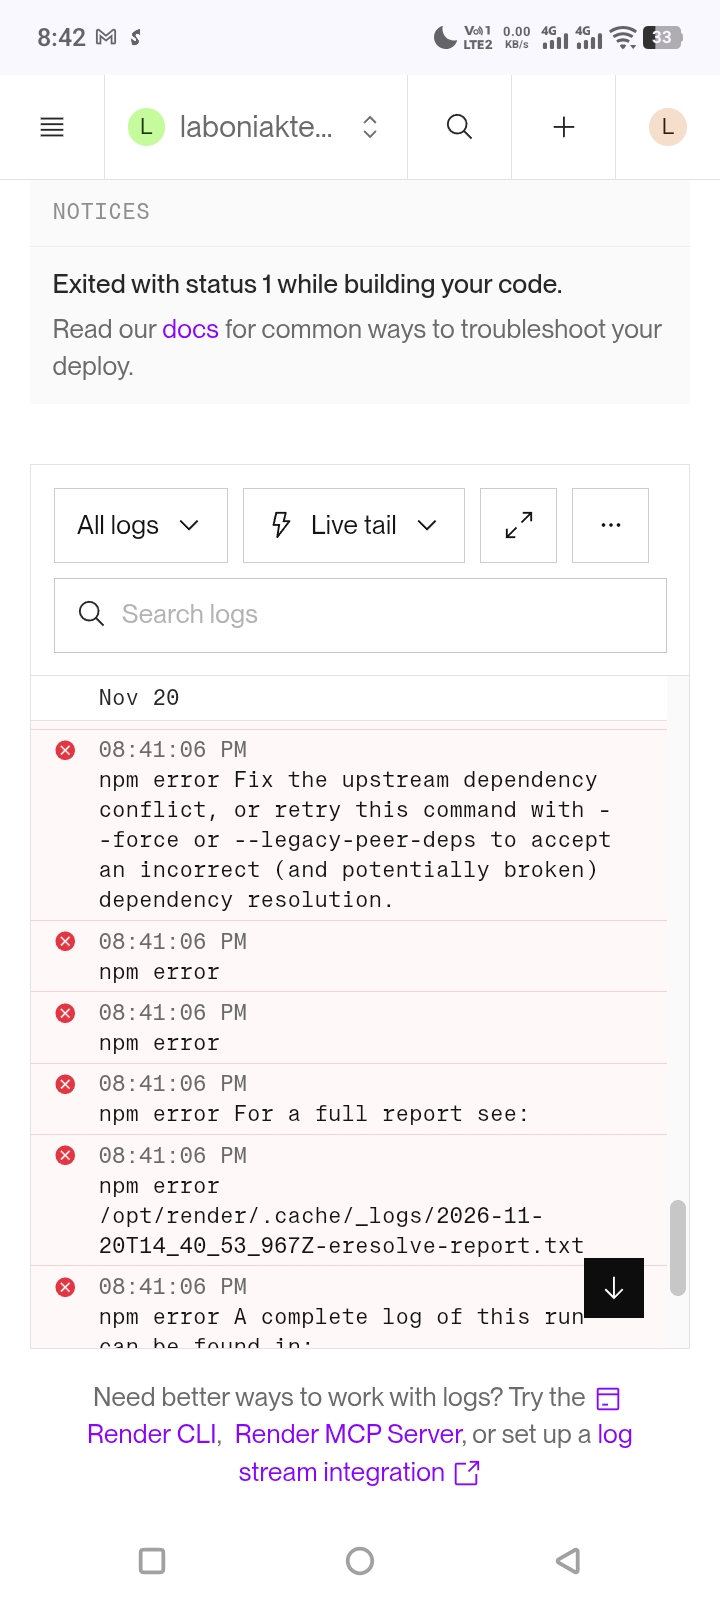 8:42
Vo 1
LTE2
0.00
KB/s
4G
4G
33
L
laboniakte...
L
NOTICES
Exited with status 1 while building your code.
Read our docs for common ways to troubleshoot your
deploy.
All logs
Live tail
Search logs
Nov 20
08:41:06 PM
npm error Fix the upstream dependency
conflict, or retry this command with -
-force or --legacy-peer-deps to accept
an incorrect (and potentially broken)
dependency resolution.
08:41:06 PM
npm error
08:41:06 PM
npm error
08:41:06 PM
npm error For a full report see:
08:41:06 PM
npm error
/opt/render/.cache/_logs/2026-11-
20T14_40_53_967Z-eresolve-report.txt
08:41:06 PM
npm error A complete log of this run
can be found in:
Need better ways to work with logs? Try the
Render CLI, Render MCP Server, or set up a log
stream integration